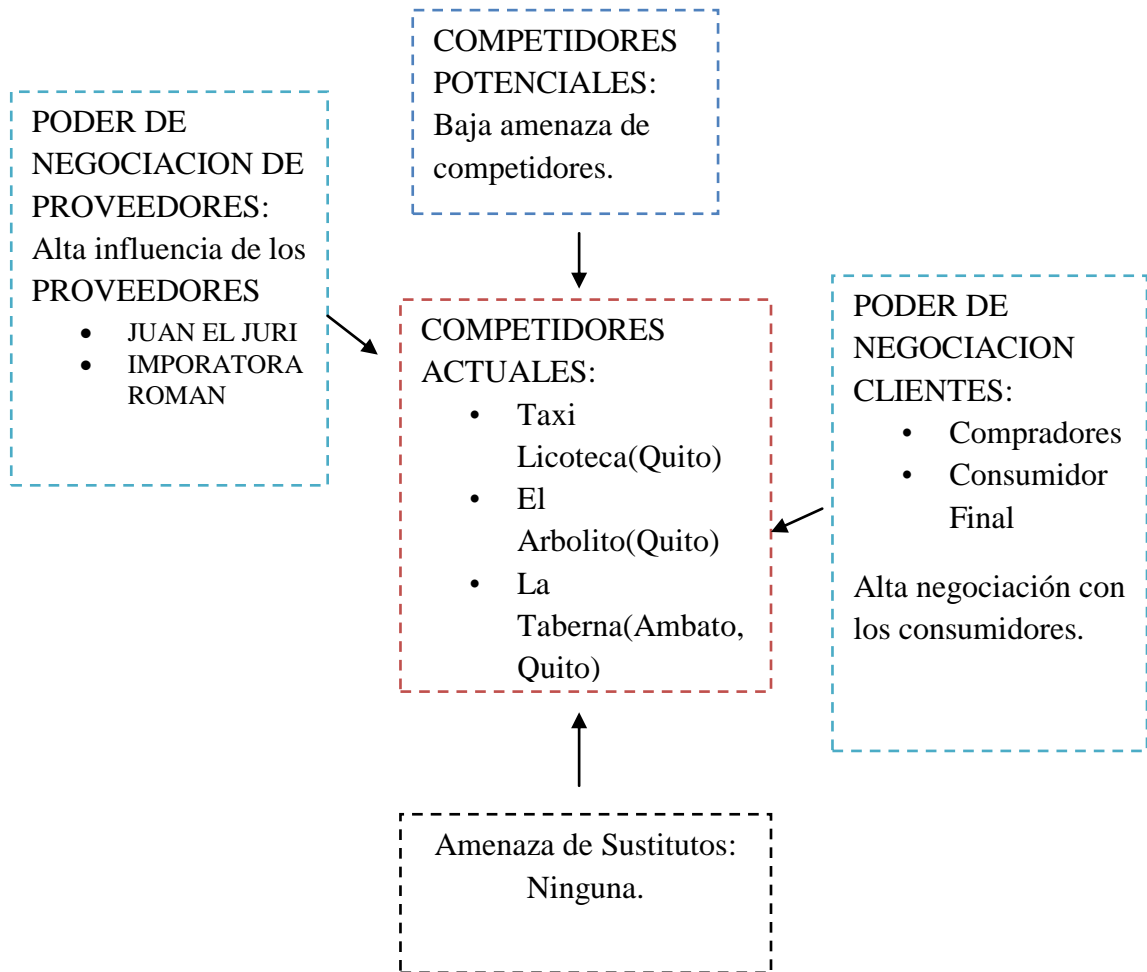 COMPETIDORES
POTENCIALES:
Baja amenaza de
competidores.
PODER DE
NEGOCIACION DE
PROVEEDORES:
Alta influencia de los
PROVEEDORES
• JUAN EL JURI
• IMPORATORA
ROMAN
COMPETIDORES
ACTUALES:
• Taxi
Licoteca(Quito)
• El
Arbolito(Quito)
• La
Taberna(Ambato,
Quito)
PODER DE
NEGOCIACION
CLIENTES:
• Compradores
• Consumidor
Final
Alta negociación con
los consumidores.
Amenaza de Sustitutos:
Ninguna.